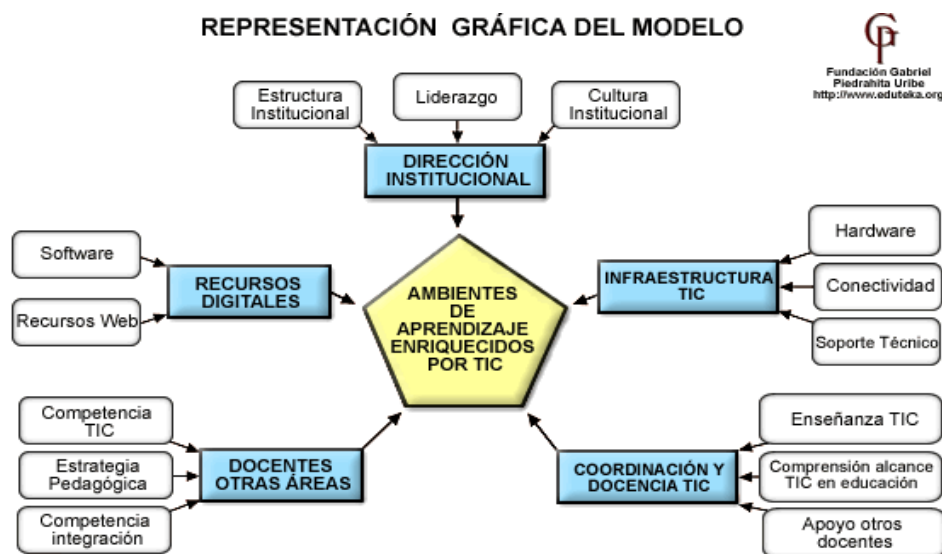 REPRESENTACIÓN GRÁFICA DEL MODELO
GP
Fundación Gabriel
Piedrahita Uribe
http://www.eduteka.org
Estructura
Institucional
Liderazgo
Cultura
Institucional
DIRECCIÓN
INSTITUCIONAL
Software
Recursos Web
RECURSOS
DIGITALES
AMBIENTES
DE
APRENDIZAJE
ENRIQUECIDOS
POR TIC
INFRAESTRUCTURA
TIC
Hardware
Conectividad
Soporte Técnico
Competencia
TIC
Estrategia
Pedagógica
Competencia
integración
DOCENTES
OTRAS ÁREAS
COORDINACIÓN Y
DOCENCIA TIC
Enseñanza TIC
Comprensión alcance
TIC en educación
Apoyo otros
docentes